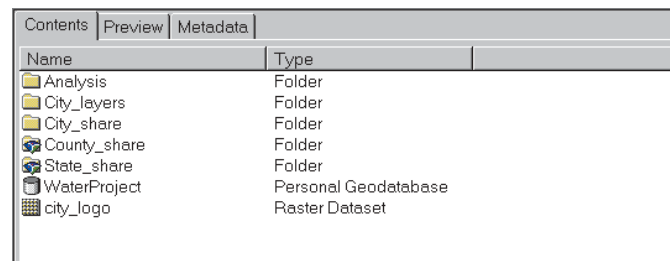 Contents Preview Metadata
Name Type
Analysis Folder
City_layers Folder
City_share Folder
County_share Folder
State_share Folder
WaterProject Personal Geodatabase
city_logo Raster Dataset